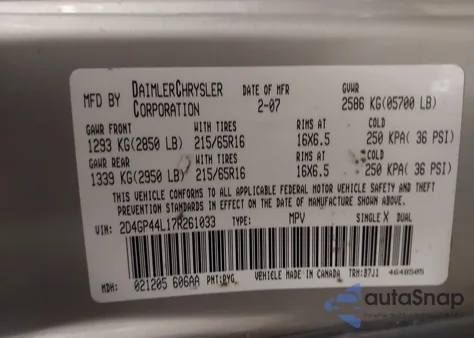 MFD BY DAIMLERCHRYSLER CORPORATION DATE OF MFR 2-07 GVWR 2586 KG(05700 LB)
GAWR FRONT WITH TIRES RIMS AT COLD
1293 KG(2850 LB) 215/65R16 16X6.5 250 KPA( 36 PSI)
GAWR REAR WITH TIRES RIMS AT COLD
1339 KG(2950 LB) 215/65R16 16X6.5 250 KPA( 36 PSI)
THIS VEHICLE CONFORMS TO ALL APPLICABLE FEDERAL MOTOR VEHICLE SAFETY AND THEFT
PREVENTION STANDARDS IN EFFECT ON THE DATE OF MANUFACTURE SHOWN ABOVE.
VIN: 2D4GP44L17R261033 TYPE: MPV SINGLE X DUAL
MDH: 021205 606AA PNT: VEHICLE MADE IN CANADA TRM: B7J1 4648505
autoSnap